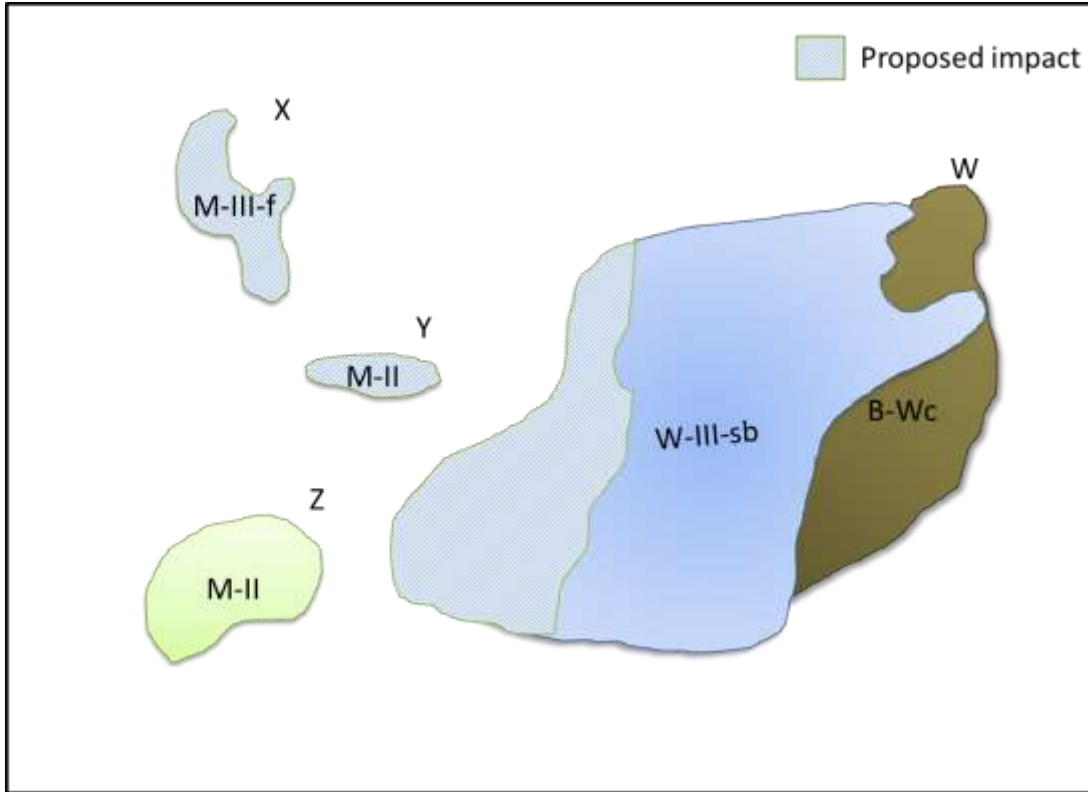 Proposed impact
X
W
M-III-f
Y
M-II
B-Wc
W-III-sb
Z
M-II